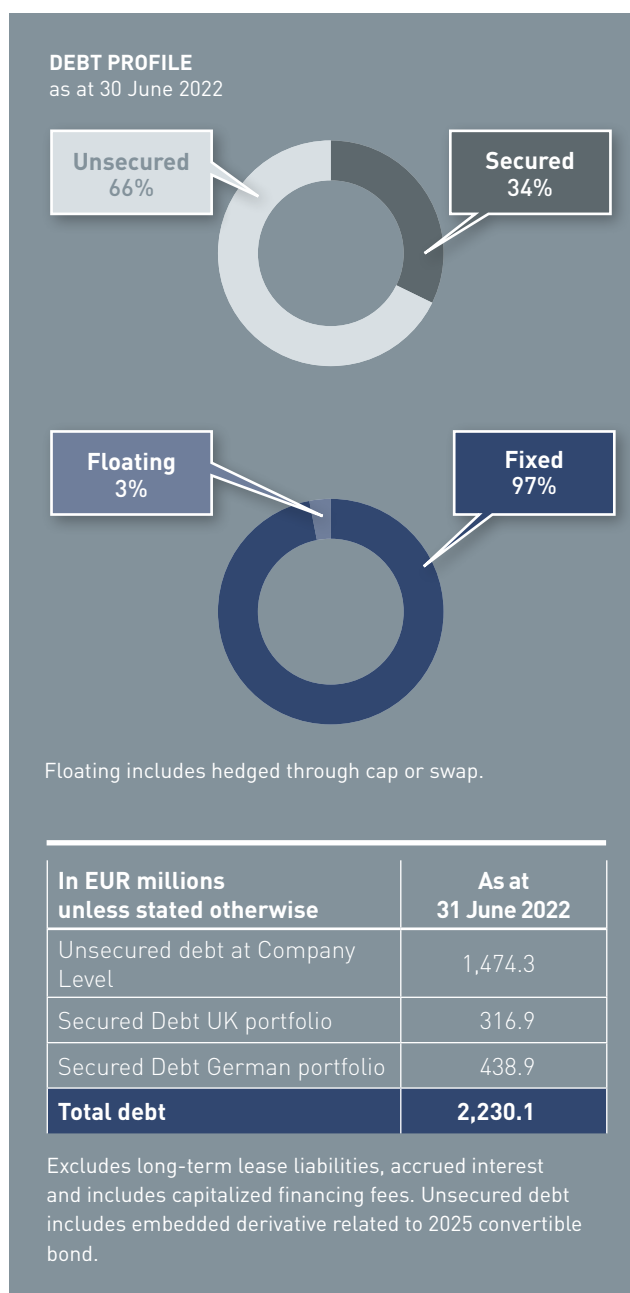 DEBT PROFILE
as at 30 June 2022
Unsecured
66%
Secured
34%
Floating
3%
Fixed
97%
Floating includes hedged through cap or swap.
In EUR millions
unless stated otherwise
As at
31 June 2022
Unsecured debt at Company
Level
1,474.3
Secured Debt UK portfolio
316.9
Secured Debt German portfolio
438.9
Total debt
2,230.1
Excludes long-term lease liabilities, accrued interest
and includes capitalized financing fees. Unsecured debt
includes embedded derivative related to 2025 convertible
bond.